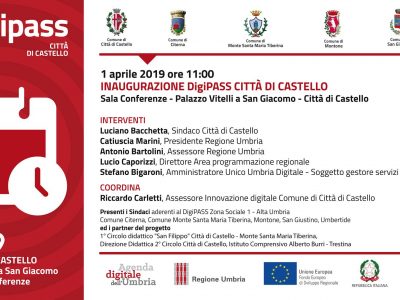 gipass
CITTÀ
DI CASTELLO
CASTELLO
a San Giacomo
nferenze
Comune di
Città di Castello
Comune di
Citerna
Comune di
Monte Santa Maria Tiberina
Comune di
Montone
Comune di
San Gius
1 aprile 2019 ore 11:00
INAUGURAZIONE DigiPASS CITTÀ DI CASTELLO
Sala Conferenze - Palazzo Vitelli a San Giacomo - Città di Castello
INTERVENTI
Luciano Bacchetta, Sindaco Città di Castello
Catiuscia Marini, Presidente Regione Umbria
Antonio Bartolini, Assessore Regione Umbria
Lucio Caporizzi, Direttore Area programmazione regionale
Stefano Bigaroni, Amministratore Unico Umbria Digitale - Soggetto gestore servizi
COORDINA
Riccardo Carletti, Assessore Innovazione digitale Comune di Città di Castello
Presenti i Sindaci aderenti al DigiPASS Zona Sociale 1 - Alta Umbria
Comune Citerna, Comune Monte Santa Maria Tiberina, Montone, San Giustino, Umbertide
ed i partner del progetto
1° Circolo didattico "San Filippo" Città di Castello - Monte Santa Maria Tiberina,
Direzione Didattica 2° Circolo Città di Castello, Istituto Comprensivo Alberto Burri - Trestina
Agenda
digitale
dell'Umbria
Regione Umbria
Unione Europea
Fondo Europeo
di Sviluppo Regionale
REPUBBLICA ITALIANA